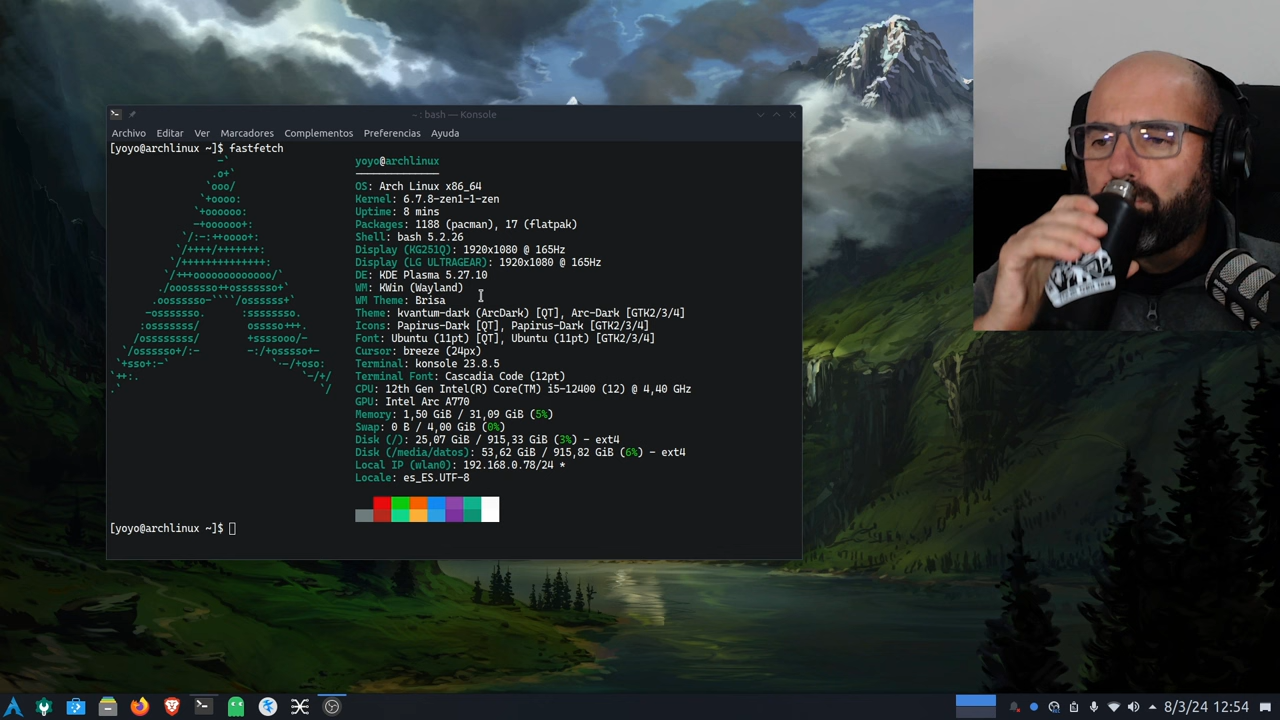 ~ : bash — Konsole
Archivo Editar Ver Marcadores Complementos Preferencias Ayuda
[yoyo@archlinux ~]$ fastfetch
yoyo@archlinux
OS: Arch Linux x86_64
Kernel: 6.7.8-zen1-1-zen
Uptime: 8 mins
Packages: 1188 (pacman), 17 (flatpak)
Shell: bash 5.2.26
Display (KG251Q): 1920x1080 @ 165Hz
Display (LG ULTRAGEAR): 1920x1080 @ 165Hz
DE: KDE Plasma 5.27.10
WM: KWin (Wayland)
WM Theme: Brisa
Theme: kvantum-dark (ArcDark) [QT], Arc-Dark [GTK2/3/4]
Icons: Papirus-Dark [QT], Papirus-Dark [GTK2/3/4]
Font: Ubuntu (11pt) [QT], Ubuntu (11pt) [GTK2/3/4]
Cursor: breeze (24px)
Terminal: konsole 23.8.5
Terminal Font: Cascadia Code (12pt)
CPU: 12th Gen Intel(R) Core(TM) i5-12400 (12) @ 4,40 GHz
GPU: Intel Arc A770
Memory: 1,50 GiB / 31,09 GiB (5%)
Swap: 0 B / 4,00 GiB (0%)
Disk (/): 25,07 GiB / 915,33 GiB (3%) - ext4
Disk (/media/datos): 53,62 GiB / 915,82 GiB (6%) - ext4
Local IP (wlan0): 192.168.0.78/24 *
Locale: es_ES.UTF-8
[yoyo@archlinux ~]$
8/3/24 12:54